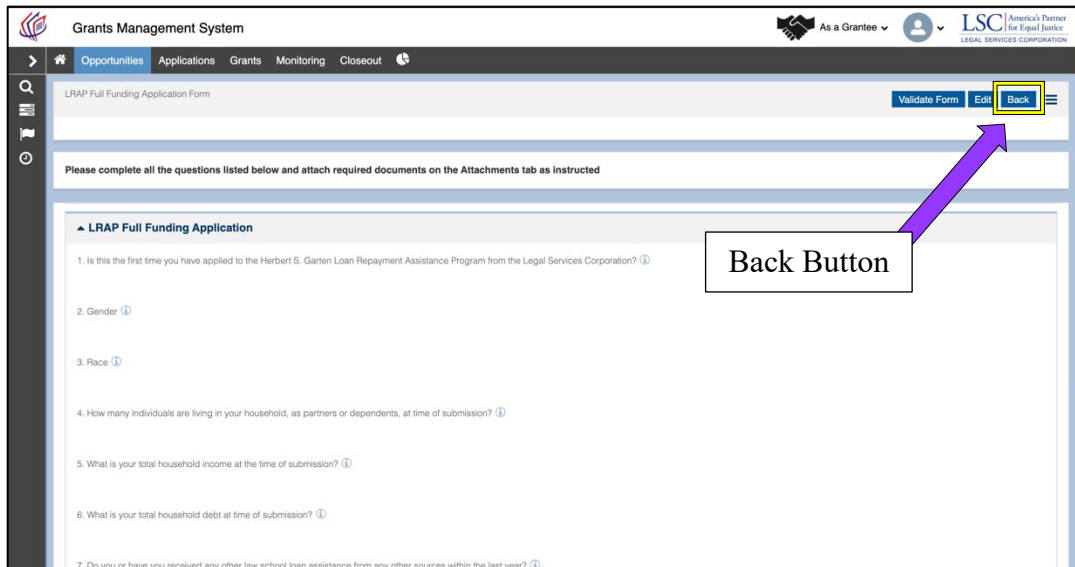 Grants Management System
As a Grantee
LSC America's Partner
for Equal Justice
LEGAL SERVICES CORPORATION
Opportunities Applications Grants Monitoring Closeout
LRAP Full Funding Application Form
Validate Form Edit Back
Please complete all the questions listed below and attach required documents on the Attachments tab as instructed
LRAP Full Funding Application
1. Is this the first time you have applied to the Herbert S. Garten Loan Repayment Assistance Program from the Legal Services Corporation?
Back Button
2. Gender
3. Race
4. How many individuals are living in your household, as partners or dependents, at time of submission?
5. What is your total household income at the time of submission?
6. What is your total household debt at time of submission?
7. Do you or have you received any other law school loan assistance from any other sources within the last year?